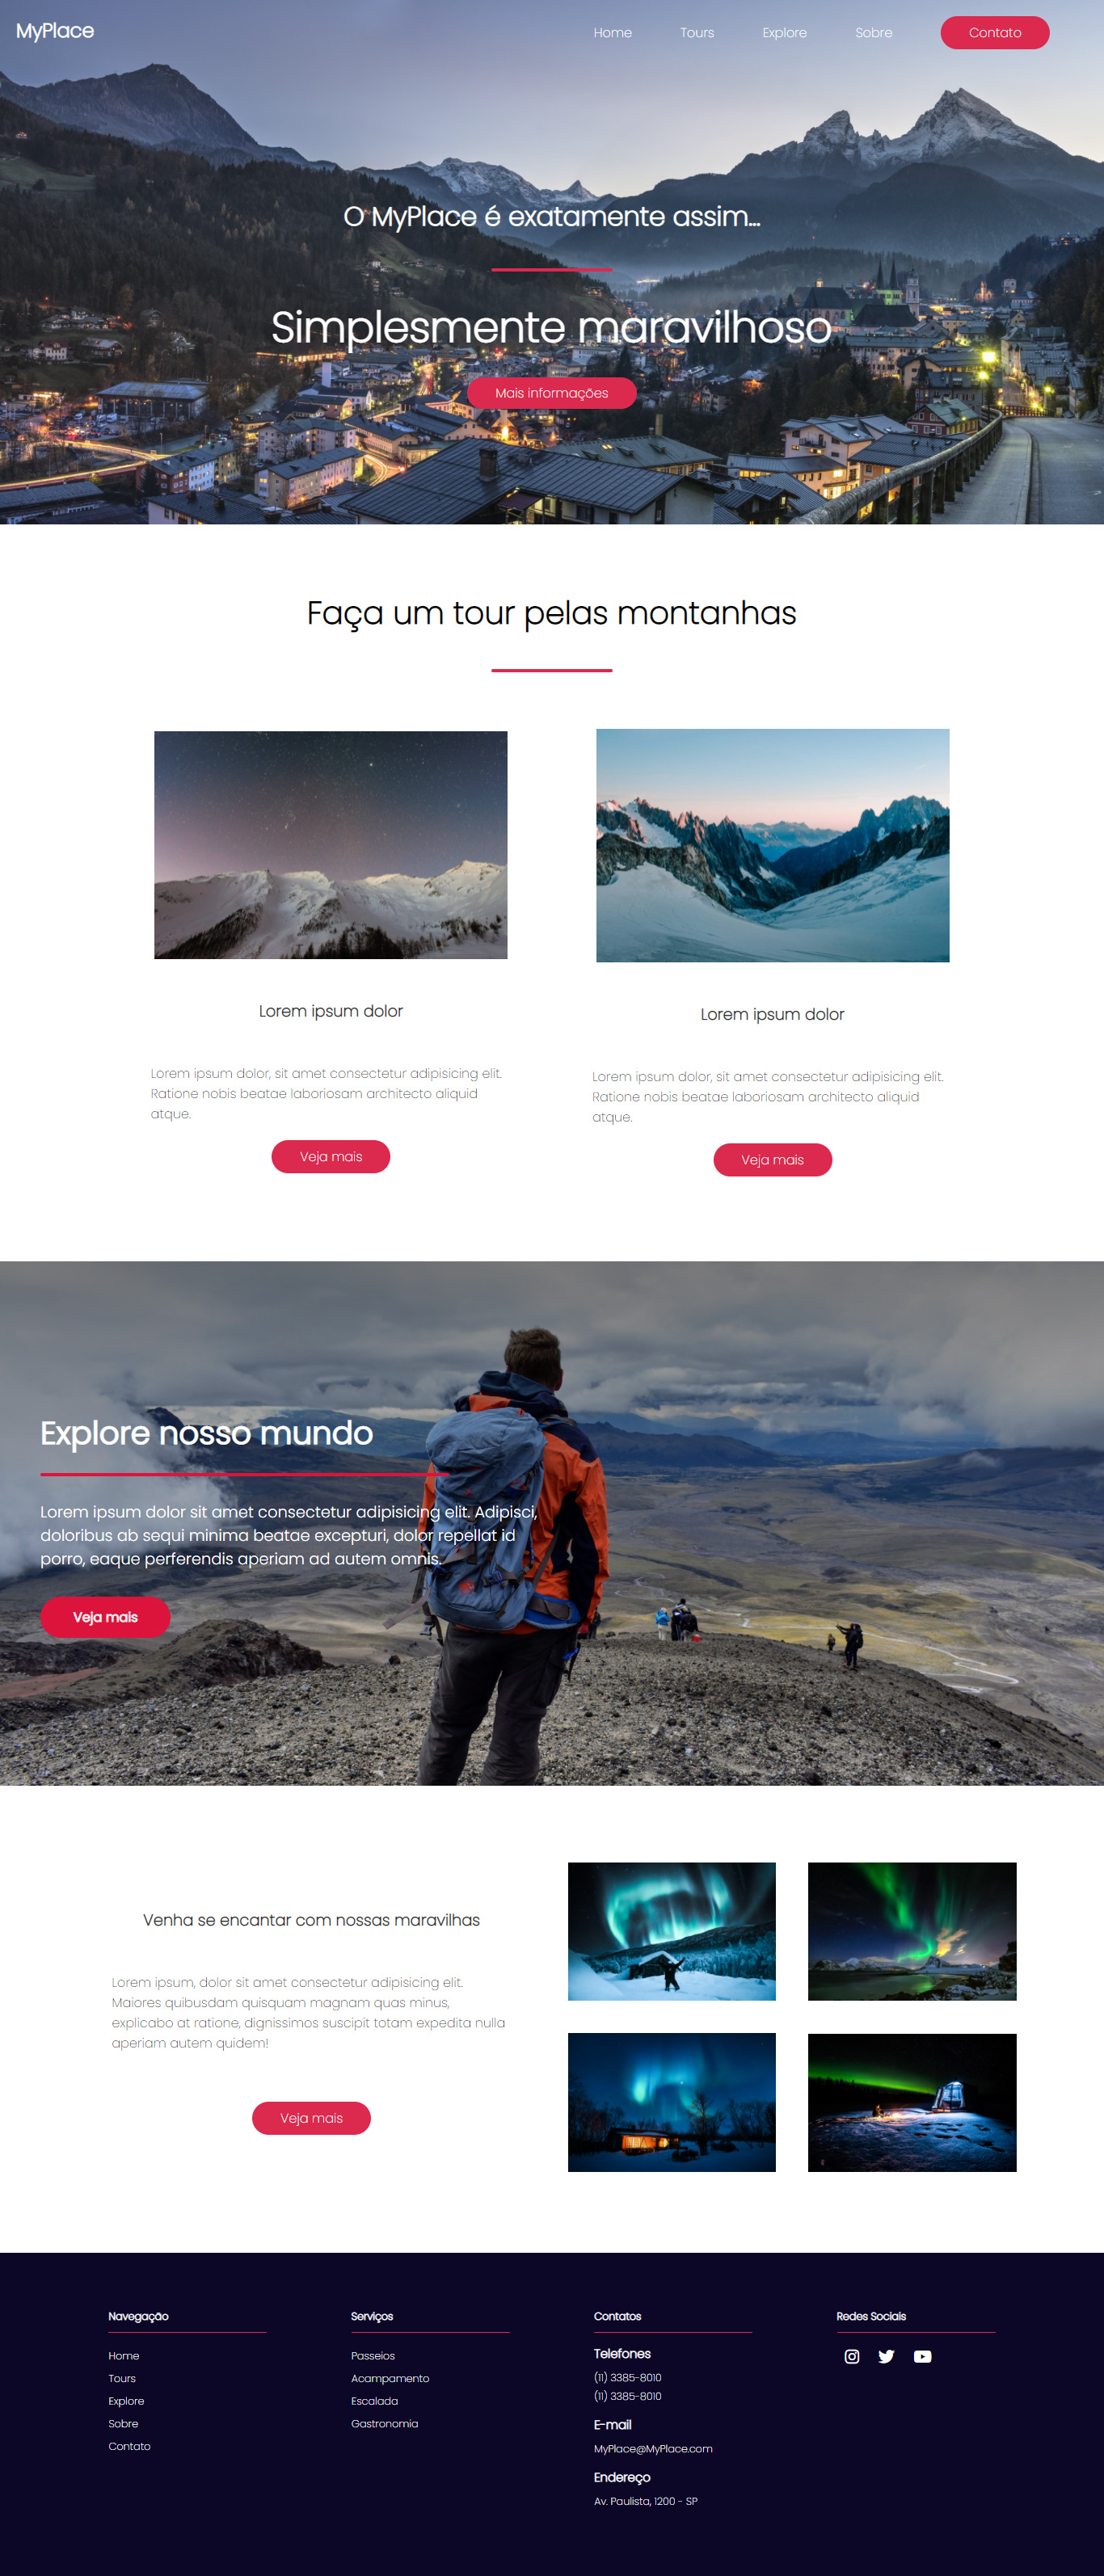 MyPlace
Home
Tours
Explore
Sobre
Contato
O MyPlace é exatamente assim...
Simplesmente maravilhoso
Mais informações
Faça um tour pelas montanhas
Lorem ipsum dolor
Lorem ipsum dolor, sit amet consectetur adipisicing elit.
Ratione nobis beatae laboriosam architecto aliquid
atque.
Veja mais
Lorem ipsum dolor
Lorem ipsum dolor, sit amet consectetur adipisicing elit.
Ratione nobis beatae laboriosam architecto aliquid
atque.
Veja mais
Explore nosso mundo
Lorem ipsum dolor sit amet consectetur adipisicing elit. Adipisci,
doloribus ab sequi minima beatae excepturi, dolor repellat id
porro, eaque perferendis aperiam ad autem omnis.
Veja mais
Venha se encantar com nossas maravilhas
Lorem ipsum, dolor sit amet consectetur adipisicing elit.
Maiores quibusdam quisquam magnam quas minus,
explicabo at ratione, dignissimos suscipit totam expedita nulla
aperiam autem quidem!
Veja mais
Navegação
Home
Tours
Explore
Sobre
Contato
Serviços
Passeios
Acampamento
Escalada
Gastronomia
Contatos
Telefones
(11) 3385-8010
(11) 3385-8010
E-mail
MyPlace@MyPlace.com
Endereço
Av. Paulista, 1200 - SP
Redes Sociais